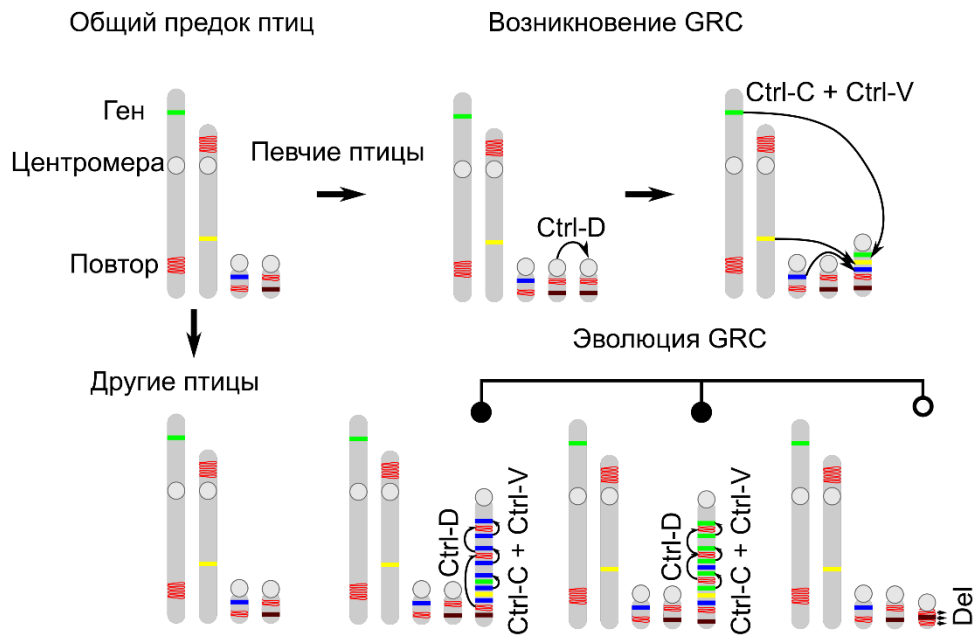 Общий предок птиц
Возникновение GRC
Ген
Ctrl-C + Ctrl-V
Центромера
Певчие птицы
Ctrl-D
Повтор
Эволюция GRC
Другие птицы
Ctrl-D
Ctrl-C + Ctrl-V
Ctrl-D
Ctrl-C + Ctrl-V
Del